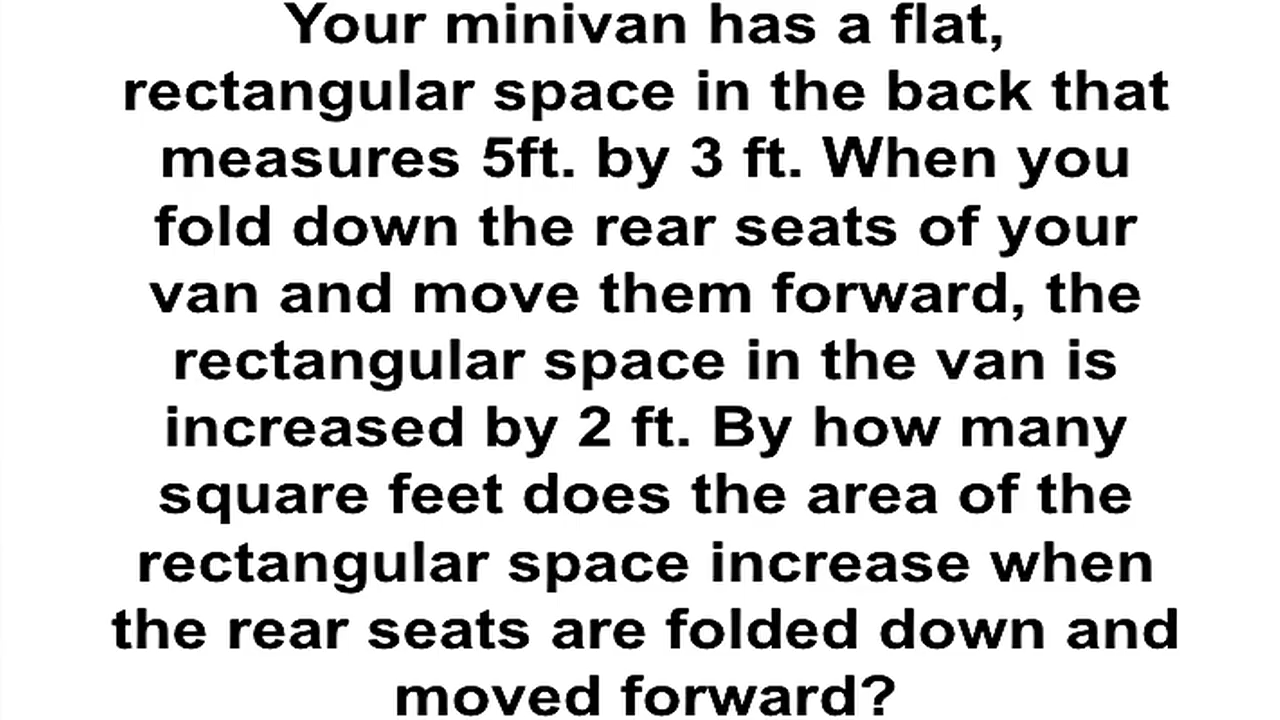 Your minivan has a flat,
rectangular space in the back that
measures 5ft. by 3 ft. When you
fold down the rear seats of your
van and move them forward, the
rectangular space in the van is
increased by 2 ft. By how many
square feet does the area of the
rectangular space increase when
the rear seats are folded down and
moved forward?